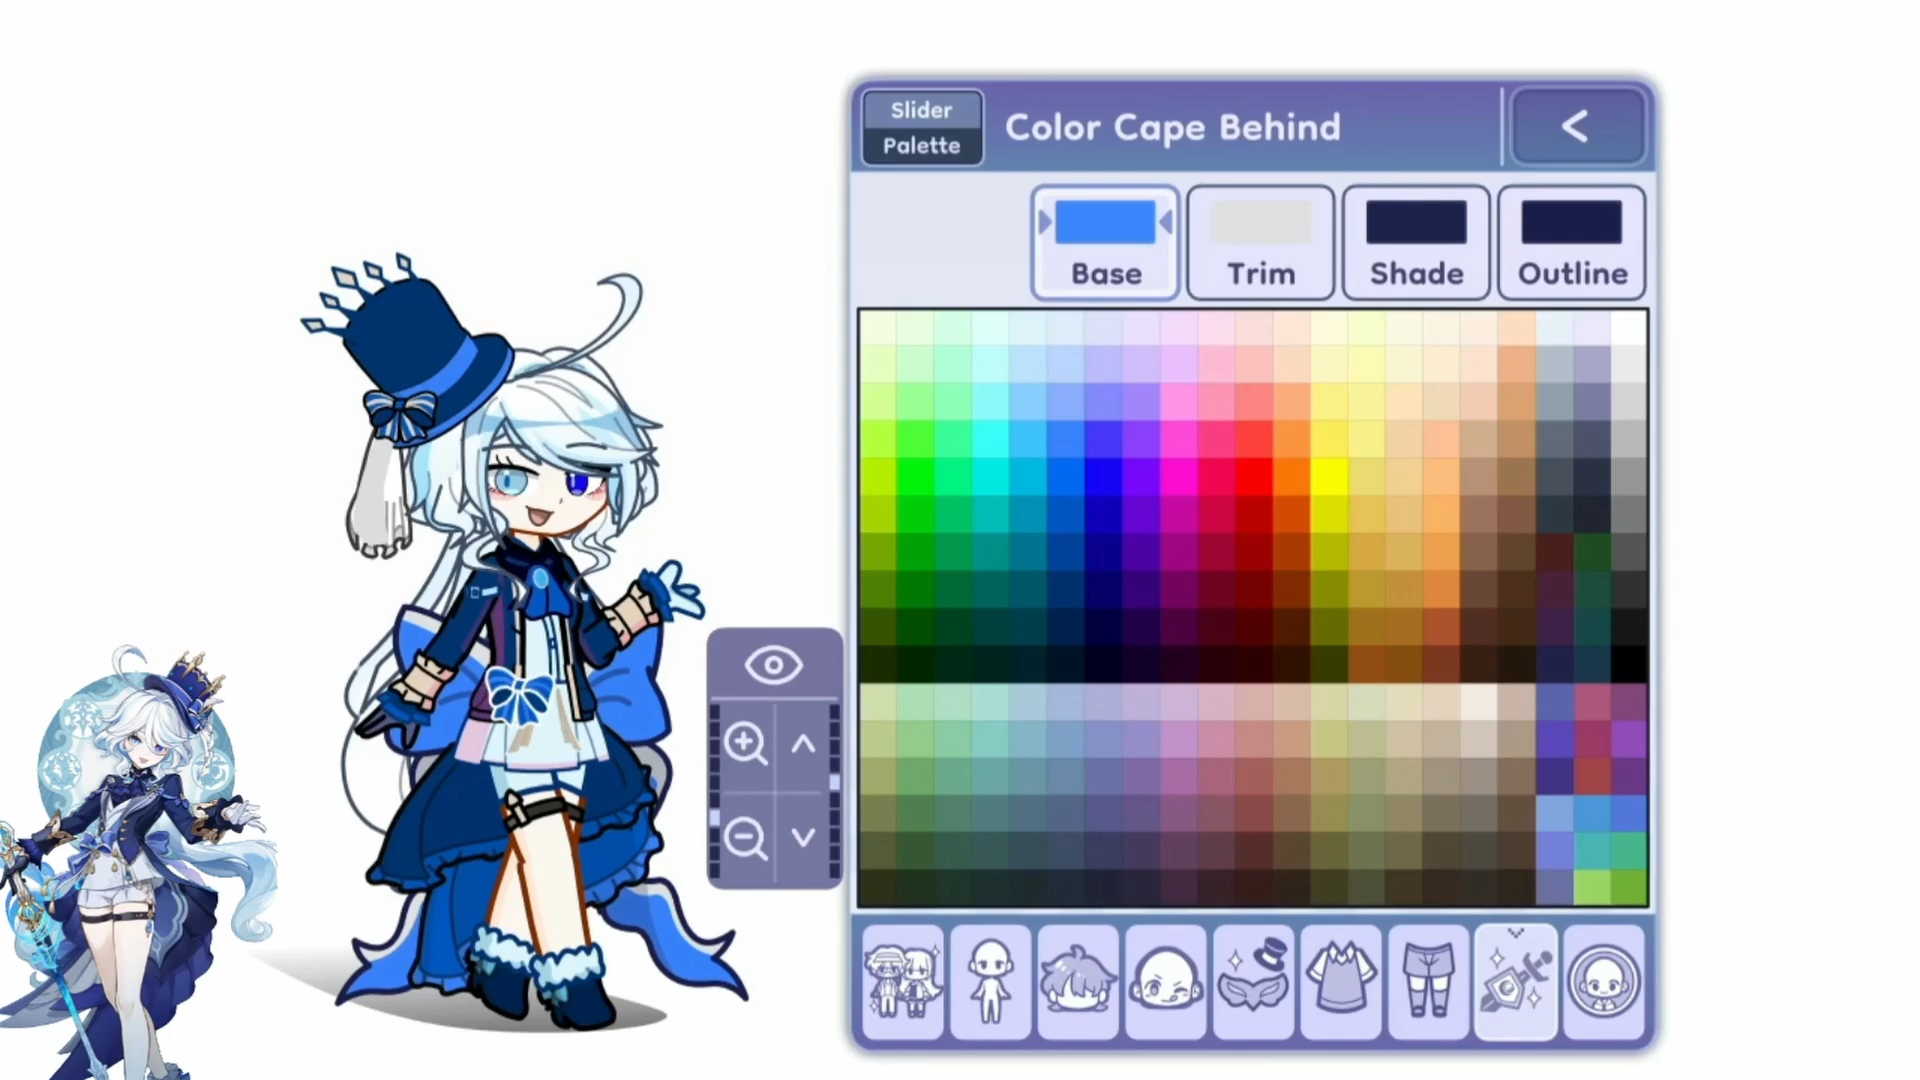 Slider
Palette
Color Cape Behind
<
Base
Trim
Shade
Outline